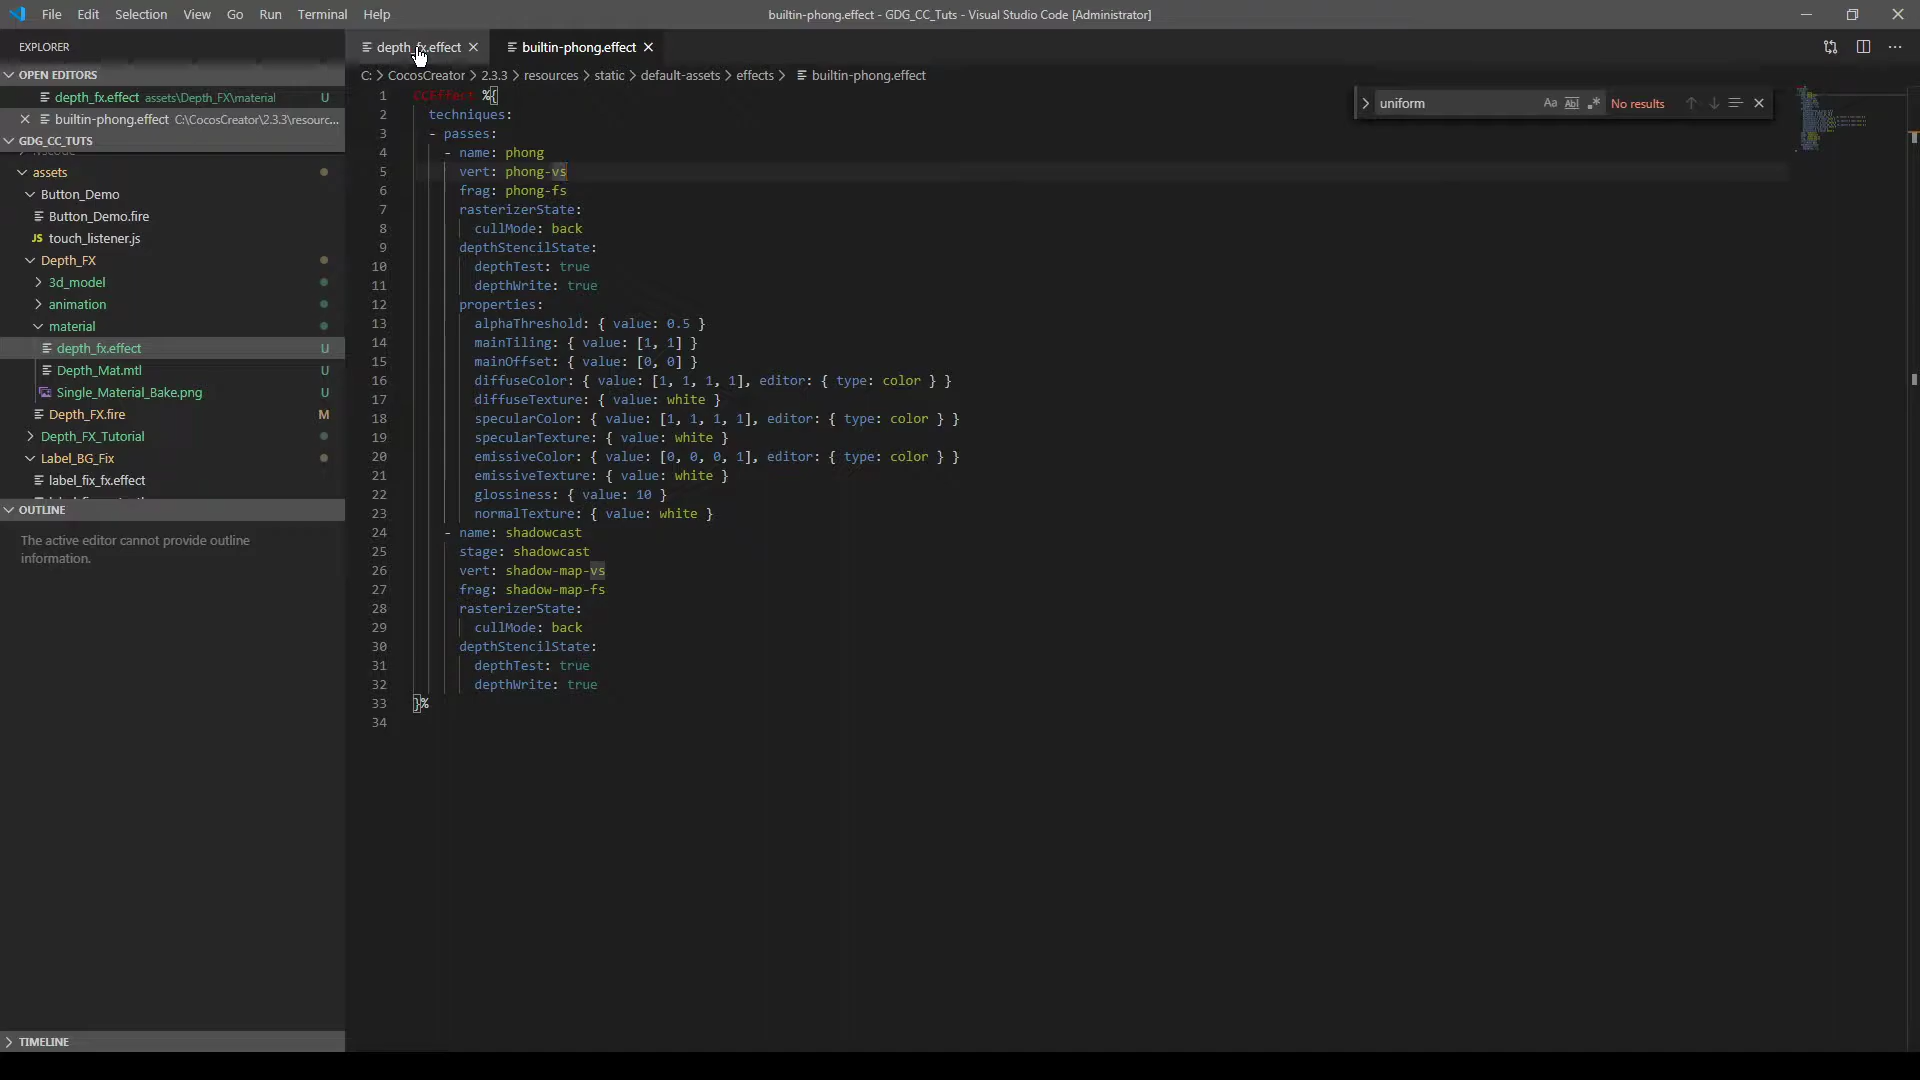 File Edit Selection View Go Run Terminal Help
builtin-phong.effect - GDG_CC_Tuts - Visual Studio Code [Administrator]
EXPLORER
OPEN EDITORS
depth_fx.effect assets\Depth_FX\material U
builtin-phong.effect C:\CocosCreator\2.3.3\resourc...
GDG_CC_TUTS
assets
Button_Demo
Button_Demo.fire
JS touch_listener.js
Depth_FX
3d_model
animation
material
depth_fx.effect U
Depth_Mat.mtl U
Single_Material_Bake.png U
Depth_FX.fire M
Depth_FX_Tutorial
Label_BG_Fix
label_fix_fx.effect
OUTLINE
The active editor cannot provide outline
information.
TIMELINE
depth_fx.effect builtin-phong.effect
C: > CocosCreator > 2.3.3 > resources > static > default-assets > effects > builtin-phong.effect
uniform Aa Abl .* No results
1 CCEffect %{
2 techniques:
3 - passes:
4 - name: phong
5 vert: phong-vs
6 frag: phong-fs
7 rasterizerState:
8 cullMode: back
9 depthStencilState:
10 depthTest: true
11 depthWrite: true
12 properties:
13 alphaThreshold: { value: 0.5 }
14 mainTiling: { value: [1, 1] }
15 mainOffset: { value: [0, 0] }
16 diffuseColor: { value: [1, 1, 1, 1], editor: { type: color } }
17 diffuseTexture: { value: white }
18 specularColor: { value: [1, 1, 1, 1], editor: { type: color } }
19 specularTexture: { value: white }
20 emissiveColor: { value: [0, 0, 0, 1], editor: { type: color } }
21 emissiveTexture: { value: white }
22 glossiness: { value: 10 }
23 normalTexture: { value: white }
24 - name: shadowcast
25 stage: shadowcast
26 vert: shadow-map-vs
27 frag: shadow-map-fs
28 rasterizerState:
29 cullMode: back
30 depthStencilState:
31 depthTest: true
32 depthWrite: true
33 }%
34